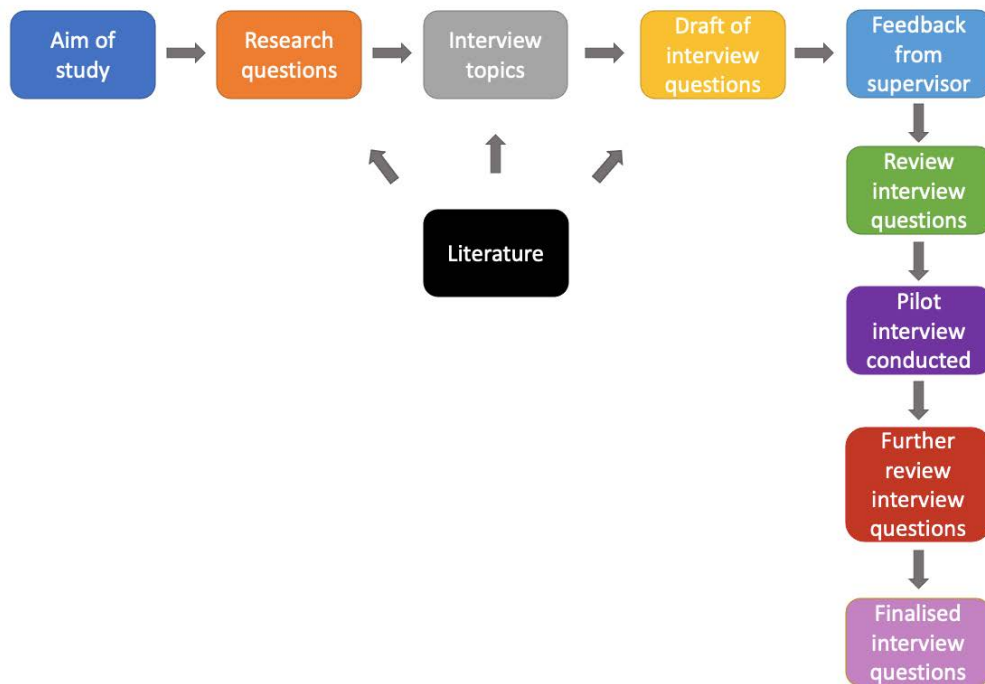 Aim of
study
Research
questions
Interview
topics
Draft of
interview
questions
Feedback
from
supervisor
Literature
Review
interview
questions
Pilot
interview
conducted
Further
review
interview
questions
Finalised
interview
questions